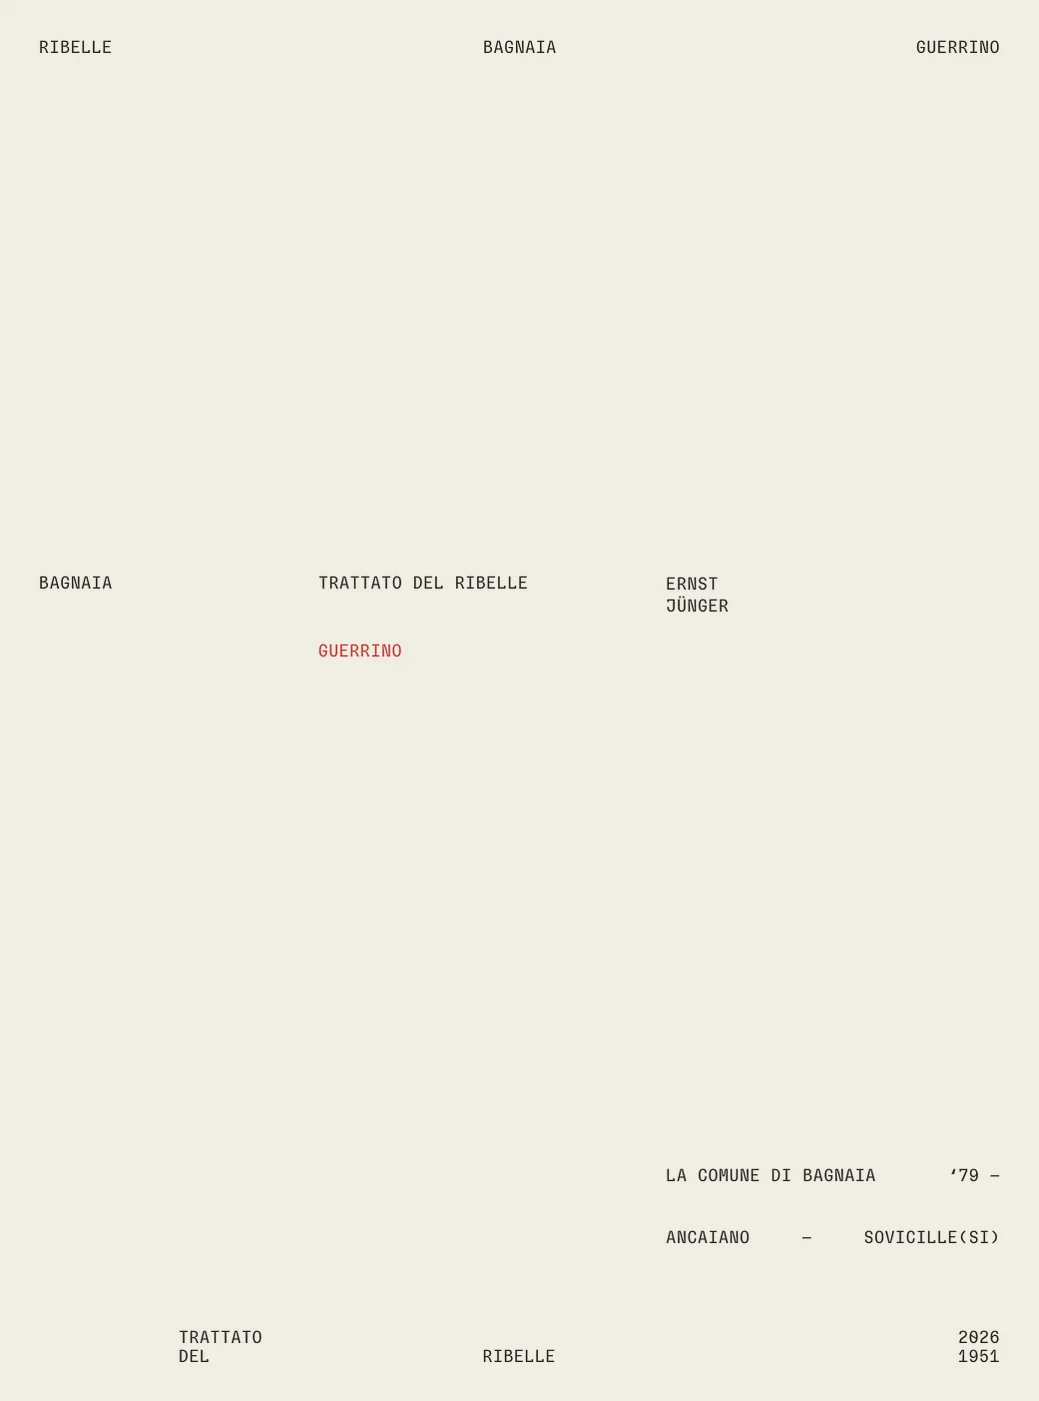 RIBELLE BAGNAIA GUERRINO
BAGNAIA TRATTATO DEL RIBELLE ERNST
JÜNGER
GUERRINO
LA COMUNE DI BAGNAIA ‘79 –
ANCAIANO – SOVICILLE(SI)
TRATTATO 2026
DEL RIBELLE 1951